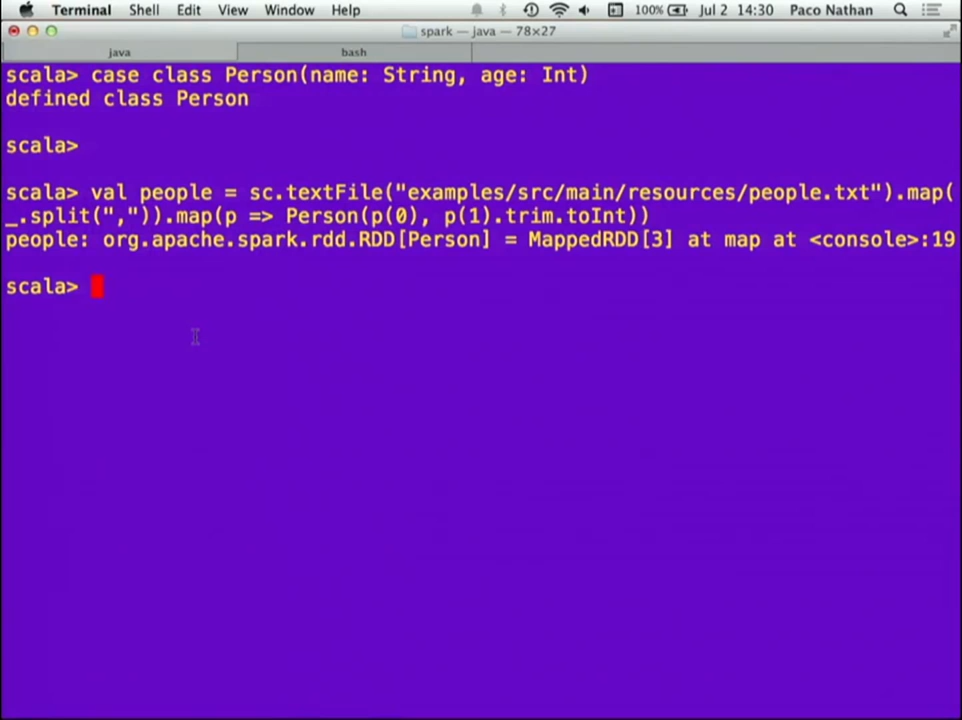 Terminal Shell Edit View Window Help 100% Jul 2 14:30 Paco Nathan
spark — java — 78×27
java bash
scala> case class Person(name: String, age: Int)
defined class Person
scala>
scala> val people = sc.textFile("examples/src/main/resources/people.txt").map(
_.split(",")).map(p => Person(p(0), p(1).trim.toInt))
people: org.apache.spark.rdd.RDD[Person] = MappedRDD[3] at map at <console>:19
scala>